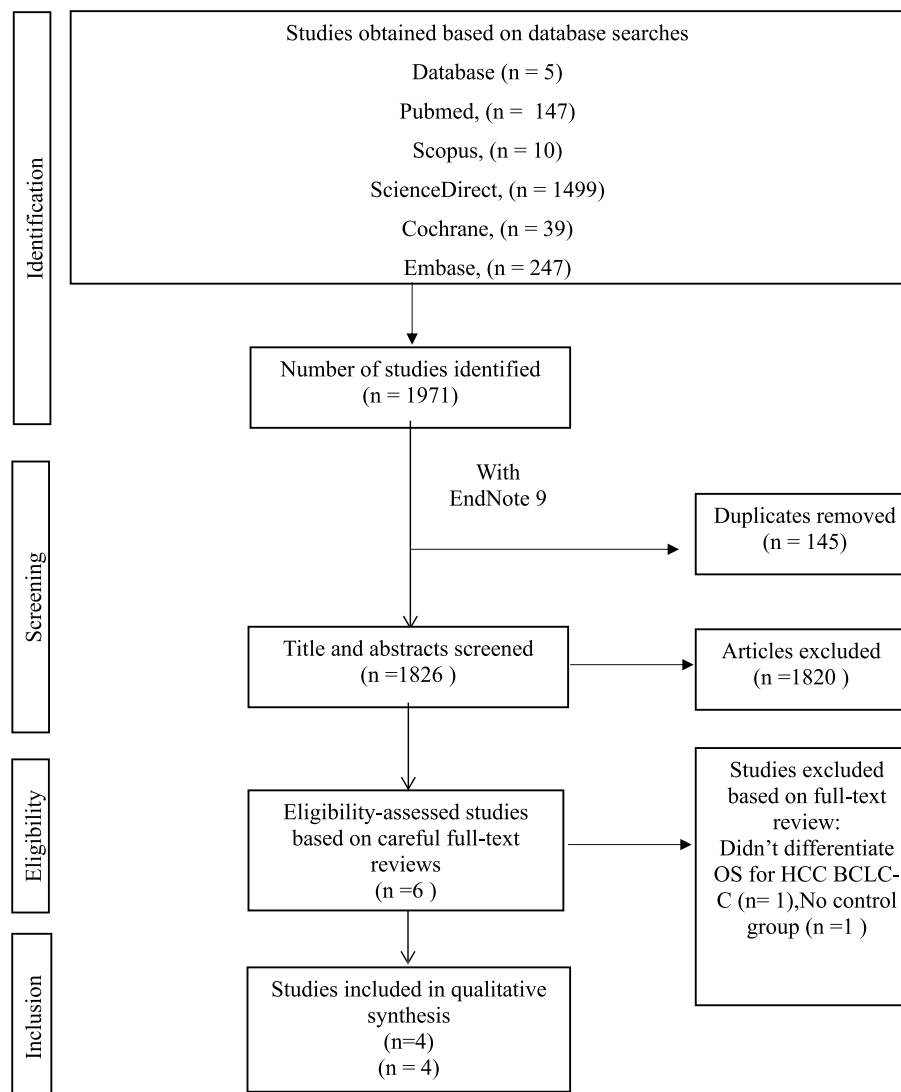 Identification
Studies obtained based on database searches
Database (n = 5)
Pubmed, (n =  147)
Scopus, (n = 10)
ScienceDirect, (n = 1499)
Cochrane, (n = 39)
Embase, (n = 247)
Number of studies identified
(n = 1971)
Screening
With
EndNote 9
Duplicates removed
(n = 145)
Title and abstracts screened
(n =1826 )
Articles excluded
(n =1820 )
Eligibility
Eligibility-assessed studies
based on careful full-text
reviews
(n =6 )
Studies excluded
based on full-text
review:
Didn't differentiate
OS for HCC BCLC-
C (n= 1),No control
group (n =1 )
Inclusion
Studies included in qualitative
synthesis
(n=4)
(n = 4)